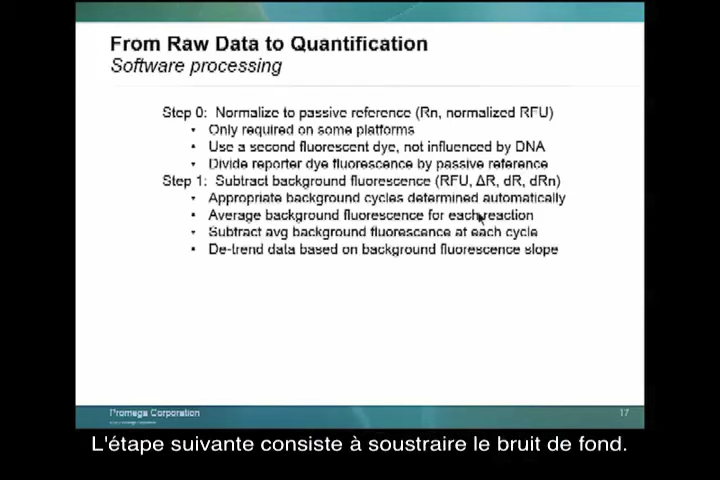 From Raw Data to Quantification
Software processing
Step 0: Normalize to passive reference (Rn, normalized RFU)
• Only required on some platforms
• Use a second fluorescent dye, not influenced by DNA
• Divide reporter dye fluorescence by passive reference
Step 1: Subtract background fluorescence (RFU, ΔR, dR, dRn)
• Appropriate background cycles determined automatically
• Average background fluorescence for each reaction
• Subtract avg background fluorescence at each cycle
• De-trend data based on background fluorescence slope
Promega Corporation
17
L'étape suivante consiste à soustraire le bruit de fond.